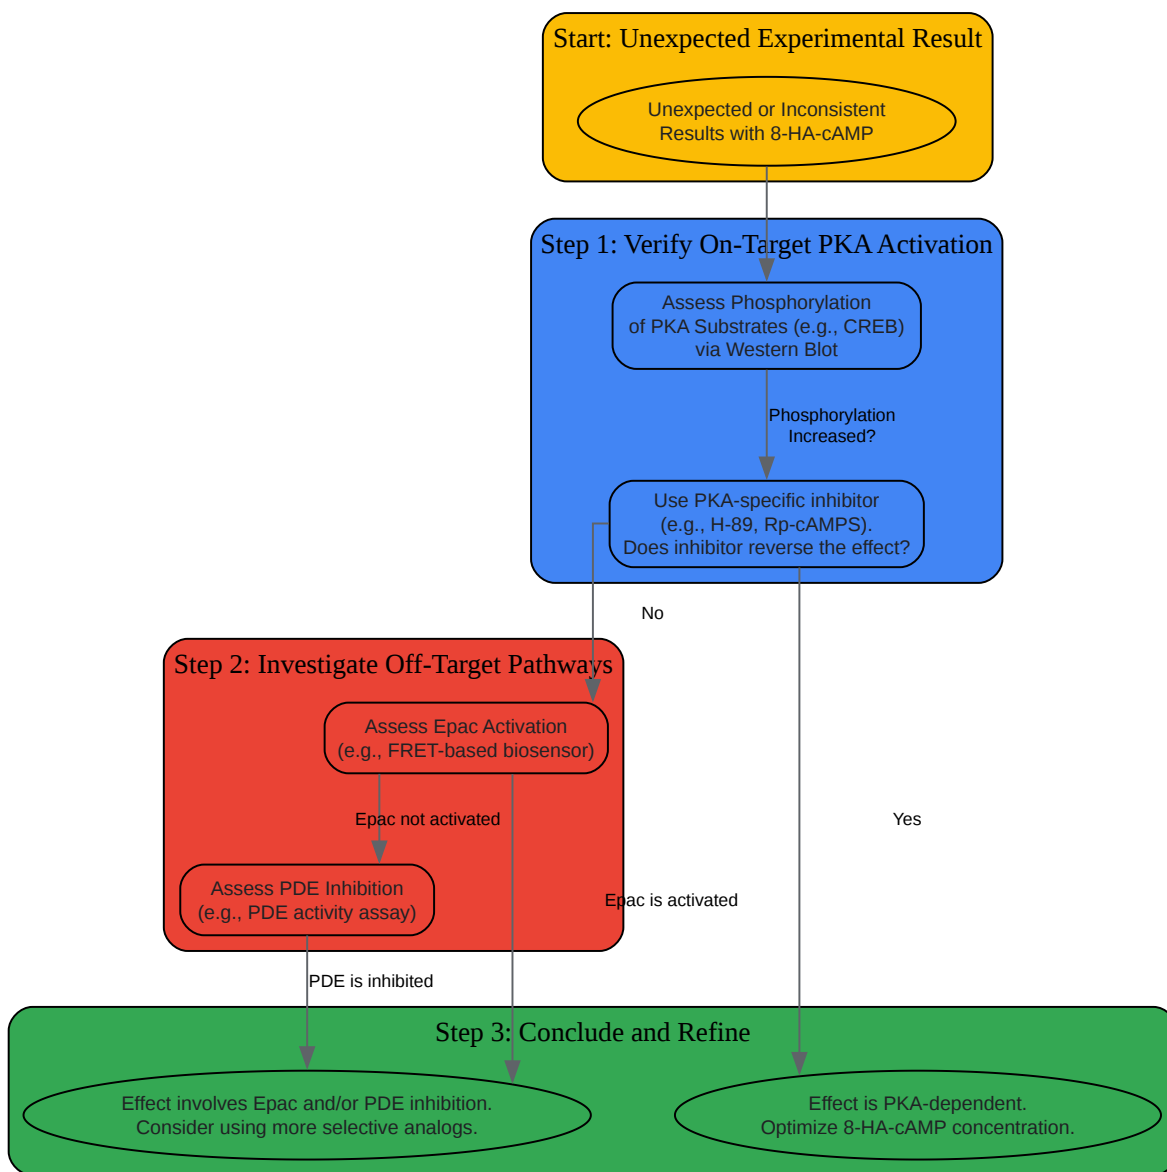 Start: Unexpected Experimental Result
Unexpected or Inconsistent
Results with 8-HA-cAMP
Step 1: Verify On-Target PKA Activation
Assess Phosphorylation
of PKA Substrates (e.g., CREB)
via Western Blot
Phosphorylation
Increased?
Use PKA-specific inhibitor
(e.g., H-89, Rp-cAMPS).
Does inhibitor reverse the effect?
No
Step 2: Investigate Off-Target Pathways
Assess Epac Activation
(e.g., FRET-based biosensor)
Epac not activated
Yes
Assess PDE Inhibition
(e.g., PDE activity assay)
Epac is activated
PDE is inhibited
Step 3: Conclude and Refine
Effect involves Epac and/or PDE inhibition.
Consider using more selective analogs.
Effect is PKA-dependent.
Optimize 8-HA-cAMP concentration.